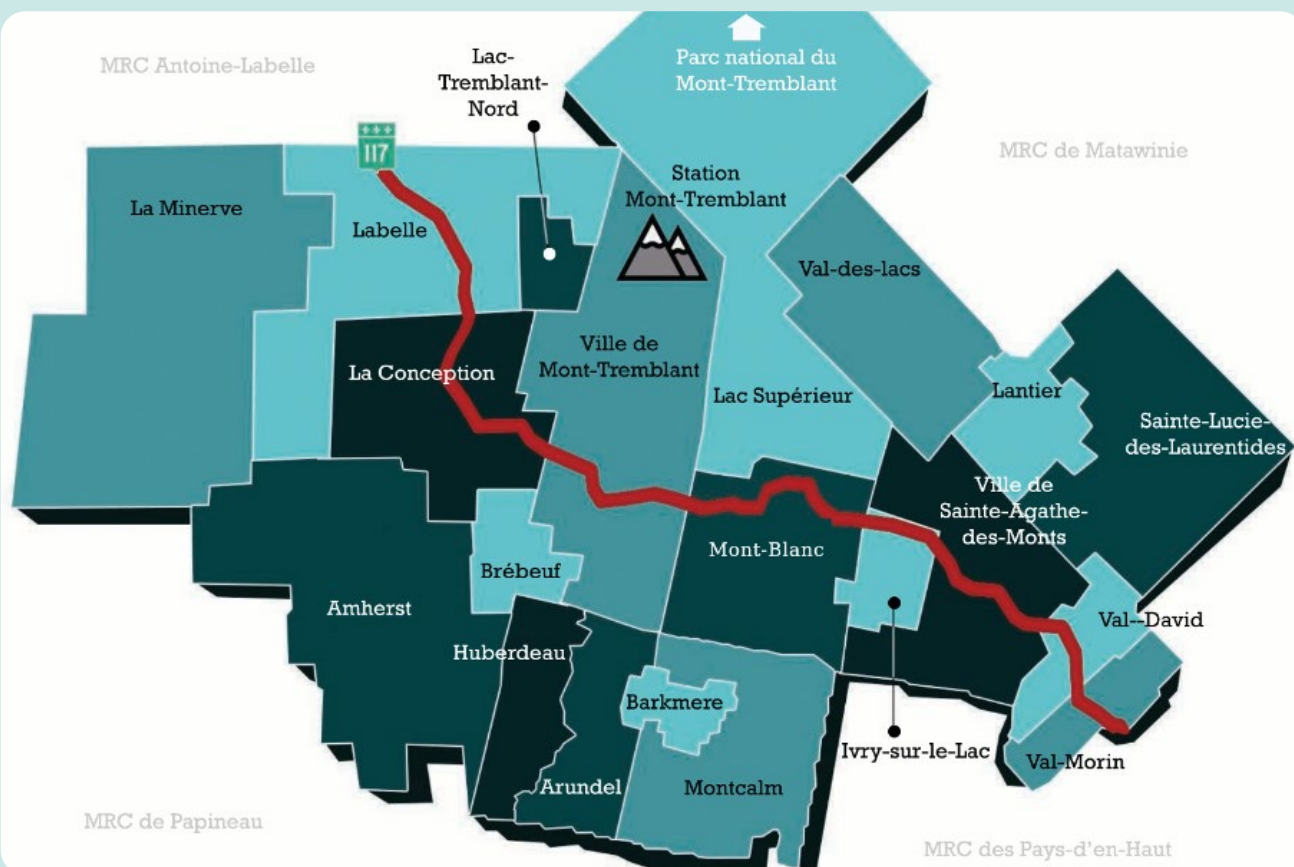 MRC Antoine-Labelle
Lac-
Tremblant-
Nord
Parc national du
Mont-Tremblant
117
MRC de Matawinie
La Minerve
Labelle
Station
Mont-Tremblant
Val-des-lacs
Ville de
Mont-Tremblant
La Conception
Lac Supérieur
Lantier
Sainte-Lucie-
des-Laurentides
Ville de
Sainte-Agathe-
des-Monts
Mont-Blanc
Brébeuf
Amherst
Huberdeau
Val--David
Barkmere
Ivry-sur-le-Lac
Val-Morin
Arundel
Montcalm
MRC de Papineau
MRC des Pays-d'en-Haut